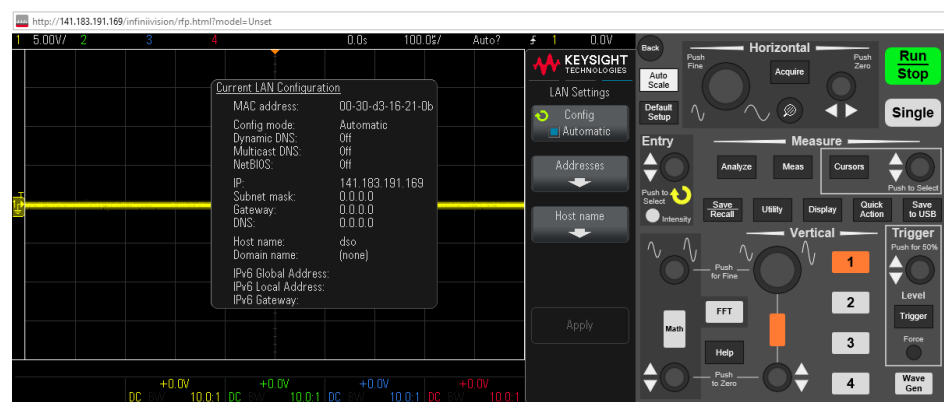 http://141.183.191.169/infiniivision/rfp.html?model=Unset
1 5.00V/ 2 3 4 0.0s 100.0%/ Auto? 1 0.0V
Current LAN Configuration
MAC address: 00-30-d3-16-21-0b
Config mode: Automatic
Dynamic DNS: Off
Multicast DNS: Off
NetBIOS: Off
IP: 141.183.191.169
Subnet mask: 0.0.0.0
Gateway: 0.0.0.0
DNS: 0.0.0.0
Host name: dso
Domain name: (none)
IPv6 Global Address:
IPv6 Local Address:
IPv6 Gateway:
+0.0V +0.0V +0.0V +0.0V
DC BW 10.0:1 DC BW 10.0:1 DC BW 10.0:1 DC BW 10.0:1
KEYSIGHT
TECHNOLOGIES
LAN Settings
Config
Automatic
Addresses
Host name
Apply
Back
Horizontal
Push
Fine
Push
Zero
Run
Stop
Auto
Scale
Acquire
Default
Setup
Single
Entry
Measure
Analyze
Meas
Cursors
Push to
Select
Push to Select
Intensity
Save
Recall
Utility
Display
Quick
Action
Save
to USB
Vertical
Trigger
Push for 50%
Push
for Fine
1
Level
2
FFT
Trigger
Math
3
Force
Help
Push
to Zero
4
Wave
Gen